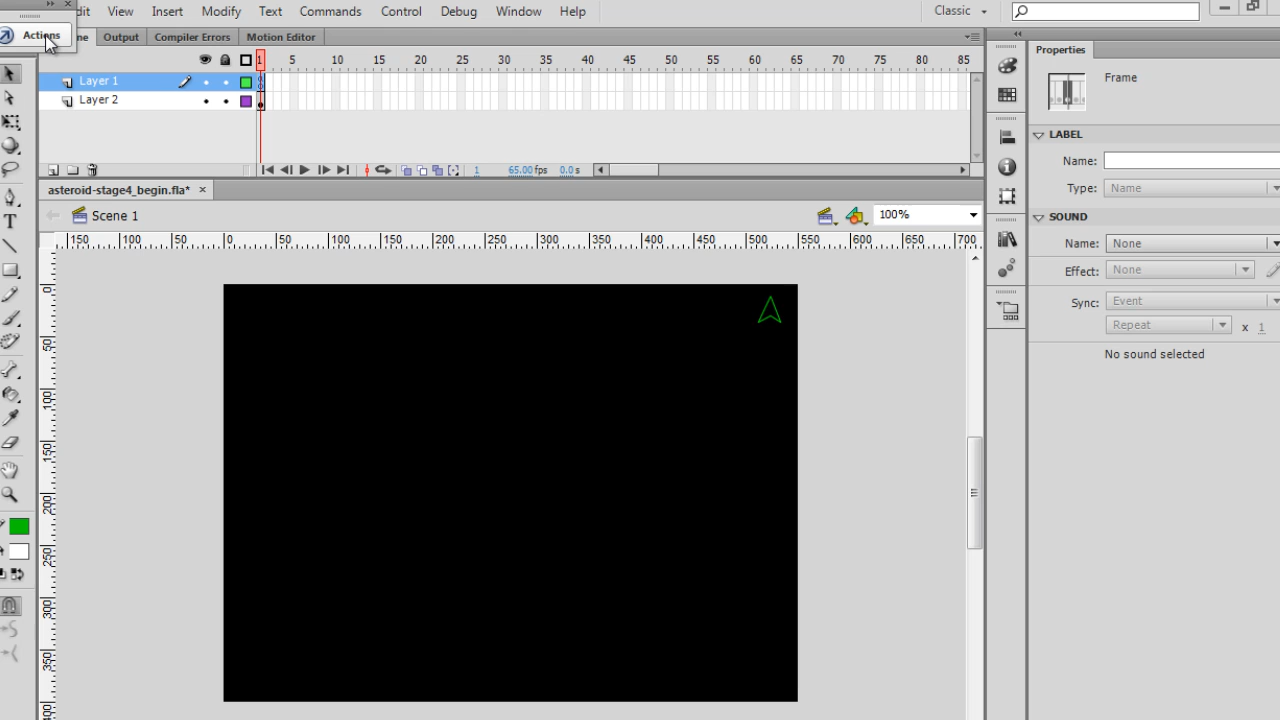 dit View Insert Modify Text Commands Control Debug Window Help Classic
Actions
ne Output Compiler Errors Motion Editor
Properties
1 5 10 15 20 25 30 35 40 45 50 55 60 65 70 75 80 85
Frame
Layer 1
Layer 2
LABEL
Name:
Type: Name
1 65.00 fps 0.0 s
asteroid-stage4_begin.fla* ×
Scene 1 100%
SOUND
Name: None
Effect: None
Sync: Event
Repeat x 1
No sound selected
150 100 50 0 50 100 150 200 250 300 350 400 450 500 550 600 650 700
0
50
100
150
200
250
300
350
400